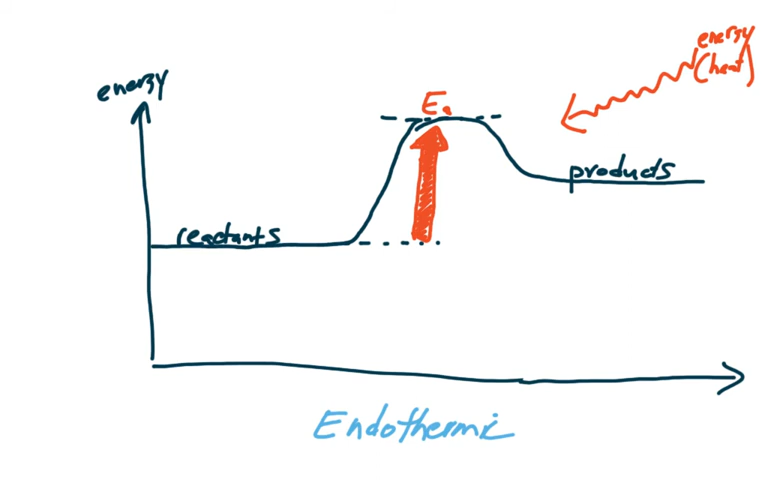 energy
(heat)
energy
Ea
products
reactants
Endothermic